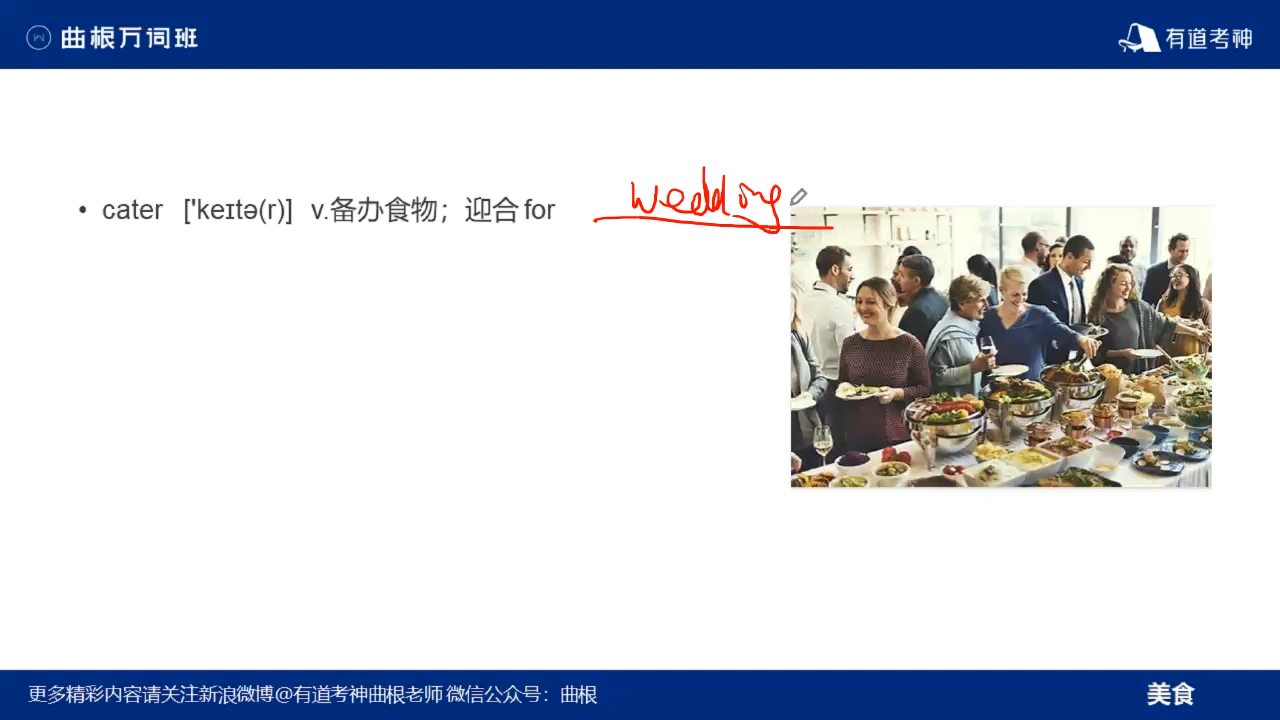 曲根万词班
有道考神
• cater ['keɪtə(r)] v.备办食物；迎合 for
wedding
更多精彩内容请关注新浪微博@有道考神曲根老师 微信公众号：曲根
美食